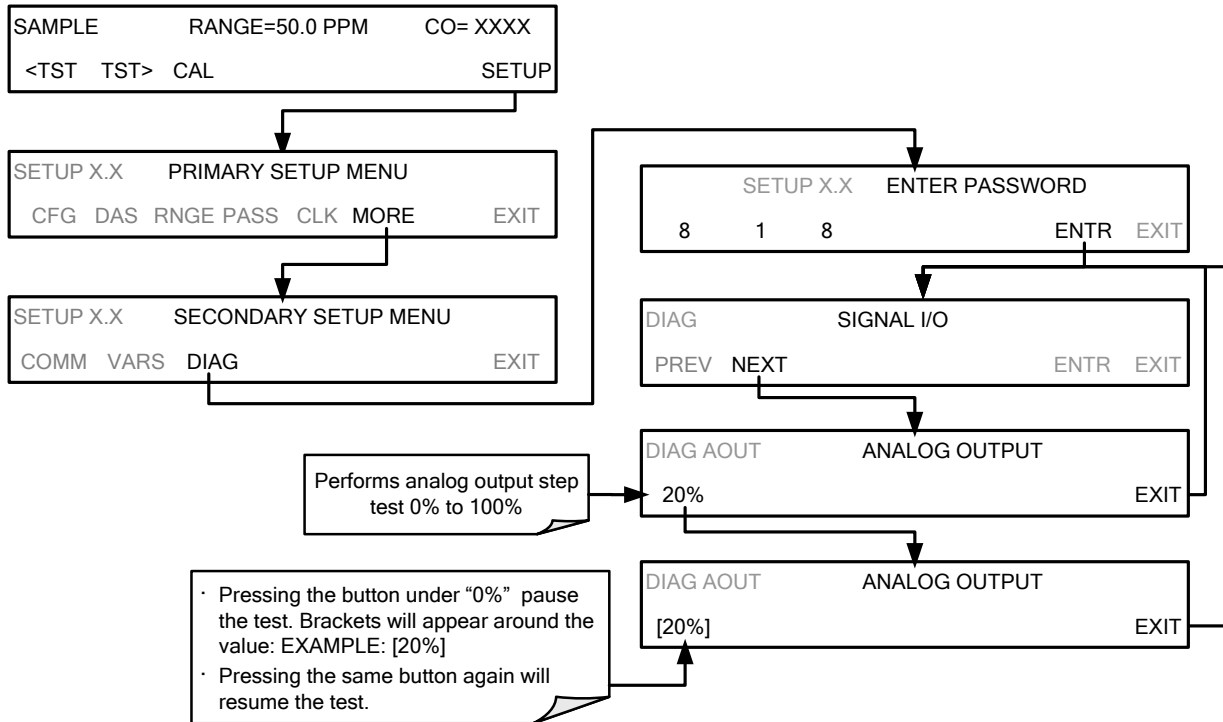 SAMPLE RANGE=50.0 PPM CO= XXXX
<TST TST> CAL SETUP
SETUP X.X PRIMARY SETUP MENU
CFG DAS RNGE PASS CLK MORE EXIT
SETUP X.X SECONDARY SETUP MENU
COMM VARS DIAG EXIT
SETUP X.X ENTER PASSWORD
8 1 8 ENTR EXIT
DIAG SIGNAL I/O
PREV NEXT ENTR EXIT
DIAG AOUT ANALOG OUTPUT
20% EXIT
Performs analog output step
test 0% to 100%
DIAG AOUT ANALOG OUTPUT
[20%] EXIT
· Pressing the button under “0%” pause
the test. Brackets will appear around the
value: EXAMPLE: [20%]
· Pressing the same button again will
resume the test.